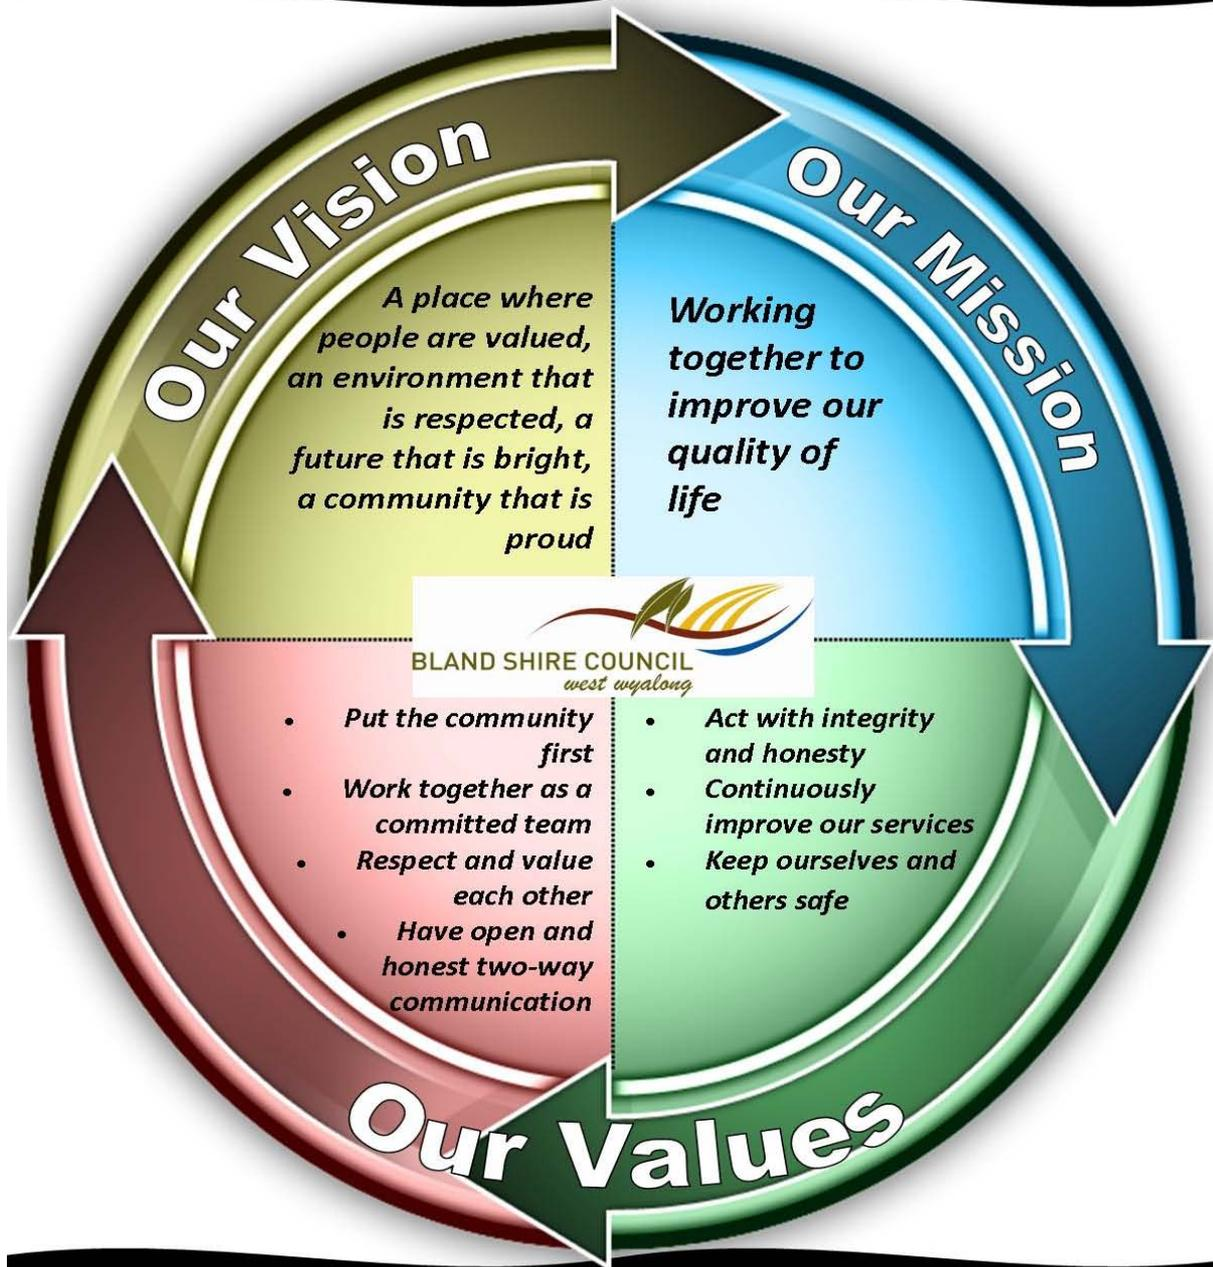 Our Vision
A place where
people are valued,
an environment that
is respected, a
future that is bright,
a community that is
proud
Our Mission
Working
together to
improve our
quality of
life
BLAND SHIRE COUNCIL
west wyalong
• Put the community
first
• Work together as a
committed team
• Respect and value
each other
• Have open and
honest two-way
communication
• Act with integrity
and honesty
• Continuously
improve our services
• Keep ourselves and
others safe
Our Values